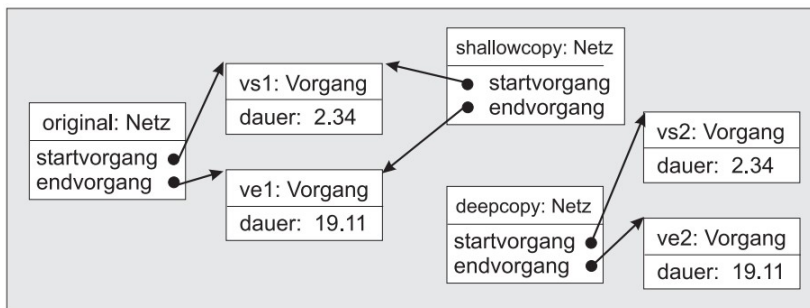 original: Netz
startvorgang
endvorgang
vs1: Vorgang
dauer: 2.34
ve1: Vorgang
dauer: 19.11
shallowcopy: Netz
startvorgang
endvorgang
deepcopy: Netz
startvorgang
endvorgang
vs2: Vorgang
dauer: 2.34
ve2: Vorgang
dauer: 19.11